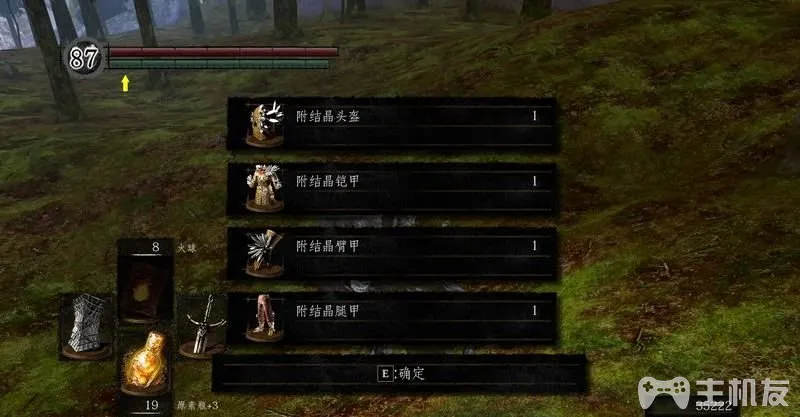 87
附结晶头盔 1
附结晶铠甲 1
附结晶臂甲 1
附结晶腿甲 1
8 火球
19 原素瓶+3
E:确定
主机友
35222